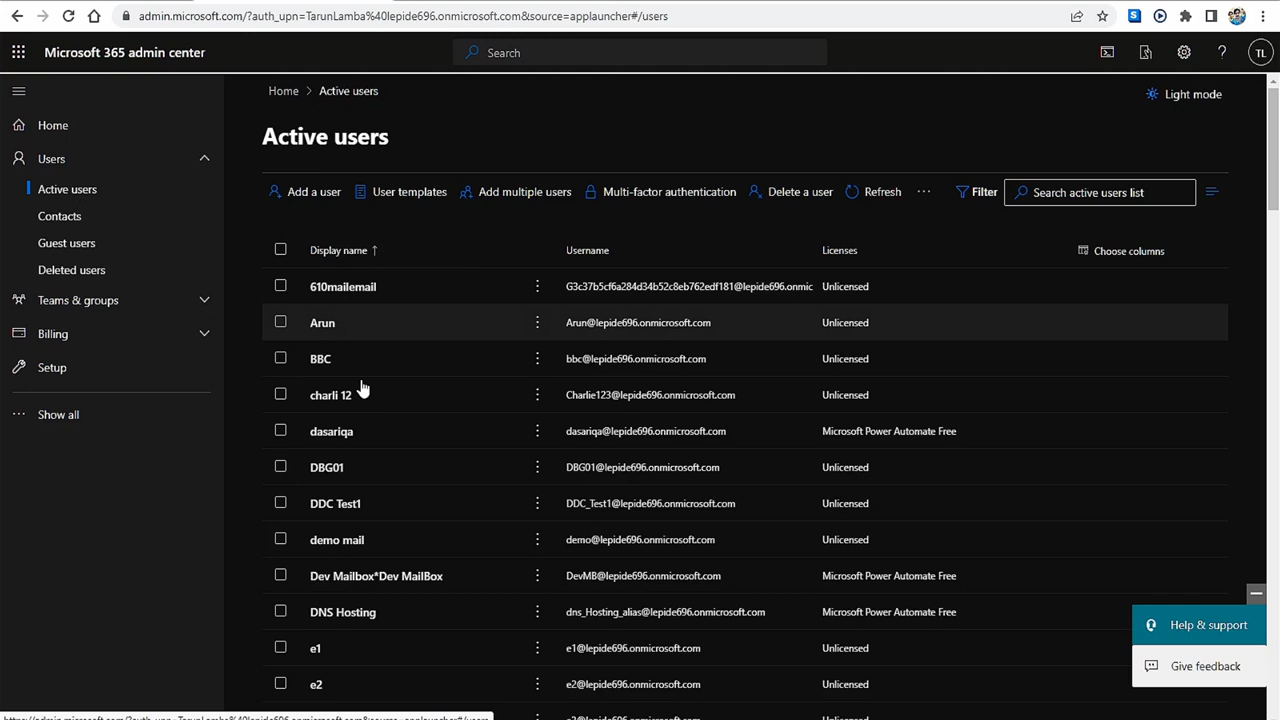 admin.microsoft.com/?auth_upn=TarunLamba%40lepide696.onmicrosoft.com&source=applauncher#/users
Microsoft 365 admin center
Search
TL
Home
Users
Active users
Contacts
Guest users
Deleted users
Teams & groups
Billing
Setup
Show all
Home > Active users
Light mode
Active users
Add a user
User templates
Add multiple users
Multi-factor authentication
Delete a user
Refresh
Filter
Search active users list
Display name ↑ Username Licenses Choose columns
610mailemail G3c37b5cf6a284d34b52c8eb762edf181@lepide696.onmic Unlicensed
Arun Arun@lepide696.onmicrosoft.com Unlicensed
BBC bbc@lepide696.onmicrosoft.com Unlicensed
charli 12 Charlie123@lepide696.onmicrosoft.com Unlicensed
dasariqa dasariqa@lepide696.onmicrosoft.com Microsoft Power Automate Free
DBG01 DBG01@lepide696.onmicrosoft.com Unlicensed
DDC Test1 DDC_Test1@lepide696.onmicrosoft.com Unlicensed
demo mail demo@lepide696.onmicrosoft.com Unlicensed
Dev Mailbox*Dev MailBox DevMB@lepide696.onmicrosoft.com Microsoft Power Automate Free
DNS Hosting dns_Hosting_alias@lepide696.onmicrosoft.com Microsoft Power Automate Free
e1 e1@lepide696.onmicrosoft.com Unlicensed
e2 e2@lepide696.onmicrosoft.com Unlicensed
Help & support
Give feedback